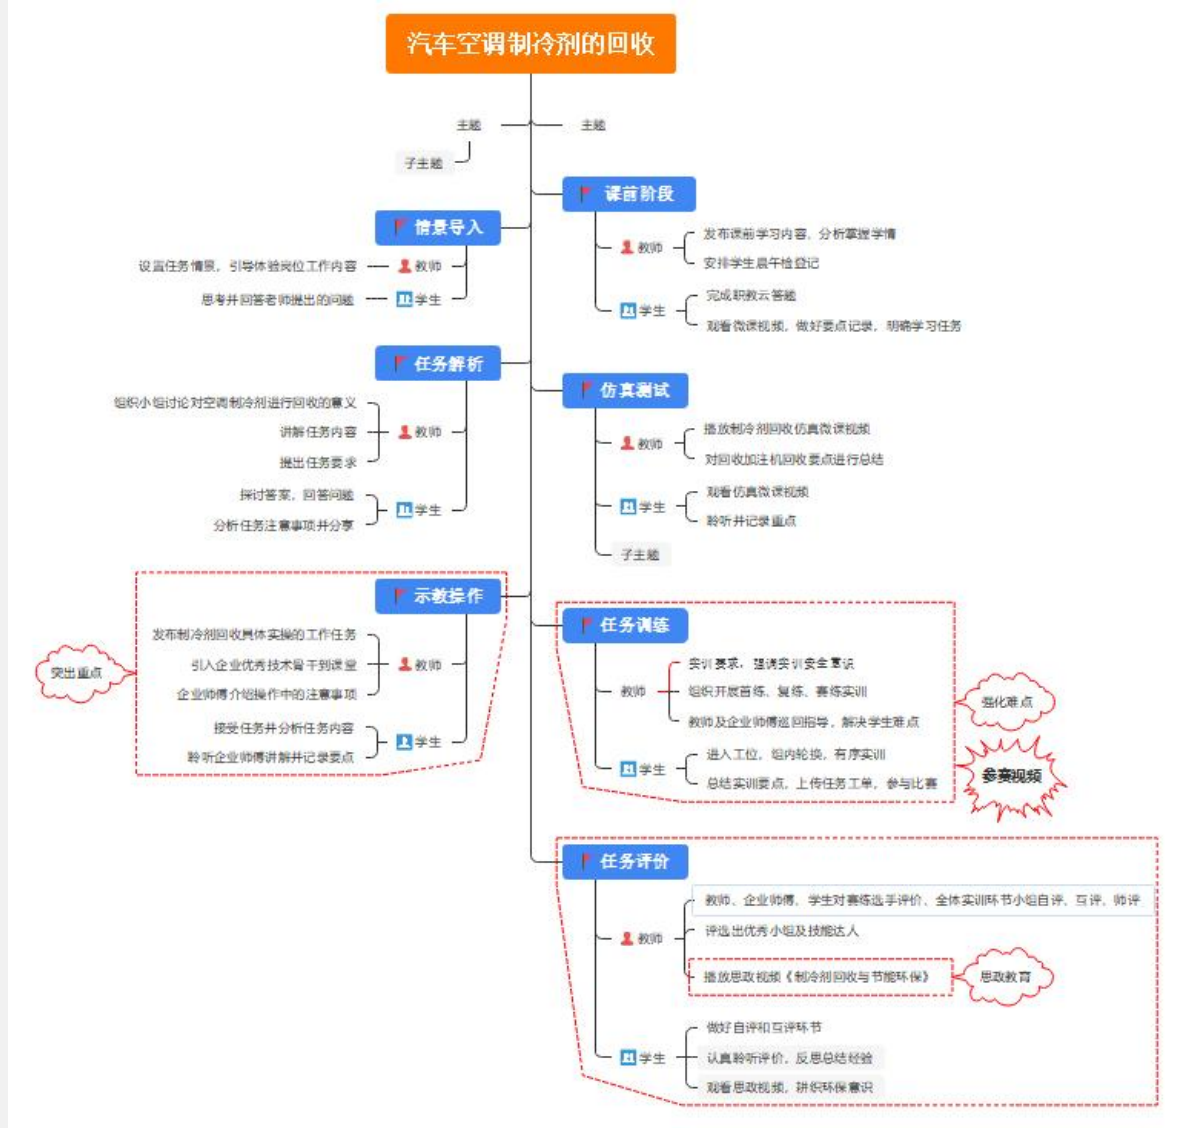 汽车空调制冷剂的回收
主题
主题
子主题
课前阶段
教师
发布课前学习内容，分析掌握学情
安排学生晨午检登记
学生
完成职教云答题
观看微课视频，做好要点记录，明确学习任务
情景导入
设置任务情景，引导体验岗位工作内容
教师
思考并回答老师提出的问题
学生
任务解析
组织小组讨论对空调制冷剂进行回收的意义
讲解任务内容
教师
提出任务要求
探讨答案，回答问题
学生
分析任务注意事项并分享
仿真测试
教师
播放制冷剂回收仿真微课视频
对回收加注机回收要点进行总结
学生
观看仿真微课视频
聆听并记录重点
子主题
示教操作
发布制冷剂回收具体实操的工作任务
引入企业优秀技术骨干到课堂
教师
企业师傅介绍操作中的注意事项
接受任务并分析任务内容
学生
聆听企业师傅讲解并记录要点
突出重点
任务训练
实训要求，强调实训安全意识
教师
组织开展首练、复练、赛练实训
教师及企业师傅巡回指导，解决学生难点
学生
进入工位，组内轮换，有序实训
总结实训要点，上传任务工单，参与比赛
强化难点
参赛视频
任务评价
教师、企业师傅，学生对赛练选手评价、全体实训环节小组自评、互评、师评
教师
评选出优秀小组及技能达人
播放思政视频《制冷剂回收与节能环保》
思政教育
做好自评和互评环节
学生
认真聆听评价，反思总结经验
观看思政视频，耕织环保意识